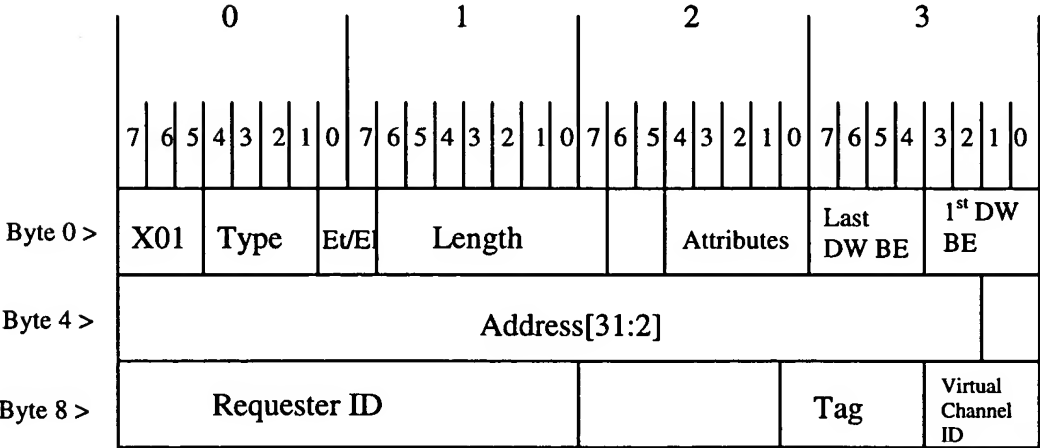 0 1 2 3
7 6 5 4 3 2 1 0 7 6 5 4 3 2 1 0 7 6 5 4 3 2 1 0 7 6 5 4 3 2 1 0
Byte 0 > X01 Type Et/El Length Attributes Last DW BE 1st DW BE
Byte 4 > Address[31:2]
Byte 8 > Requester ID Tag Virtual Channel ID